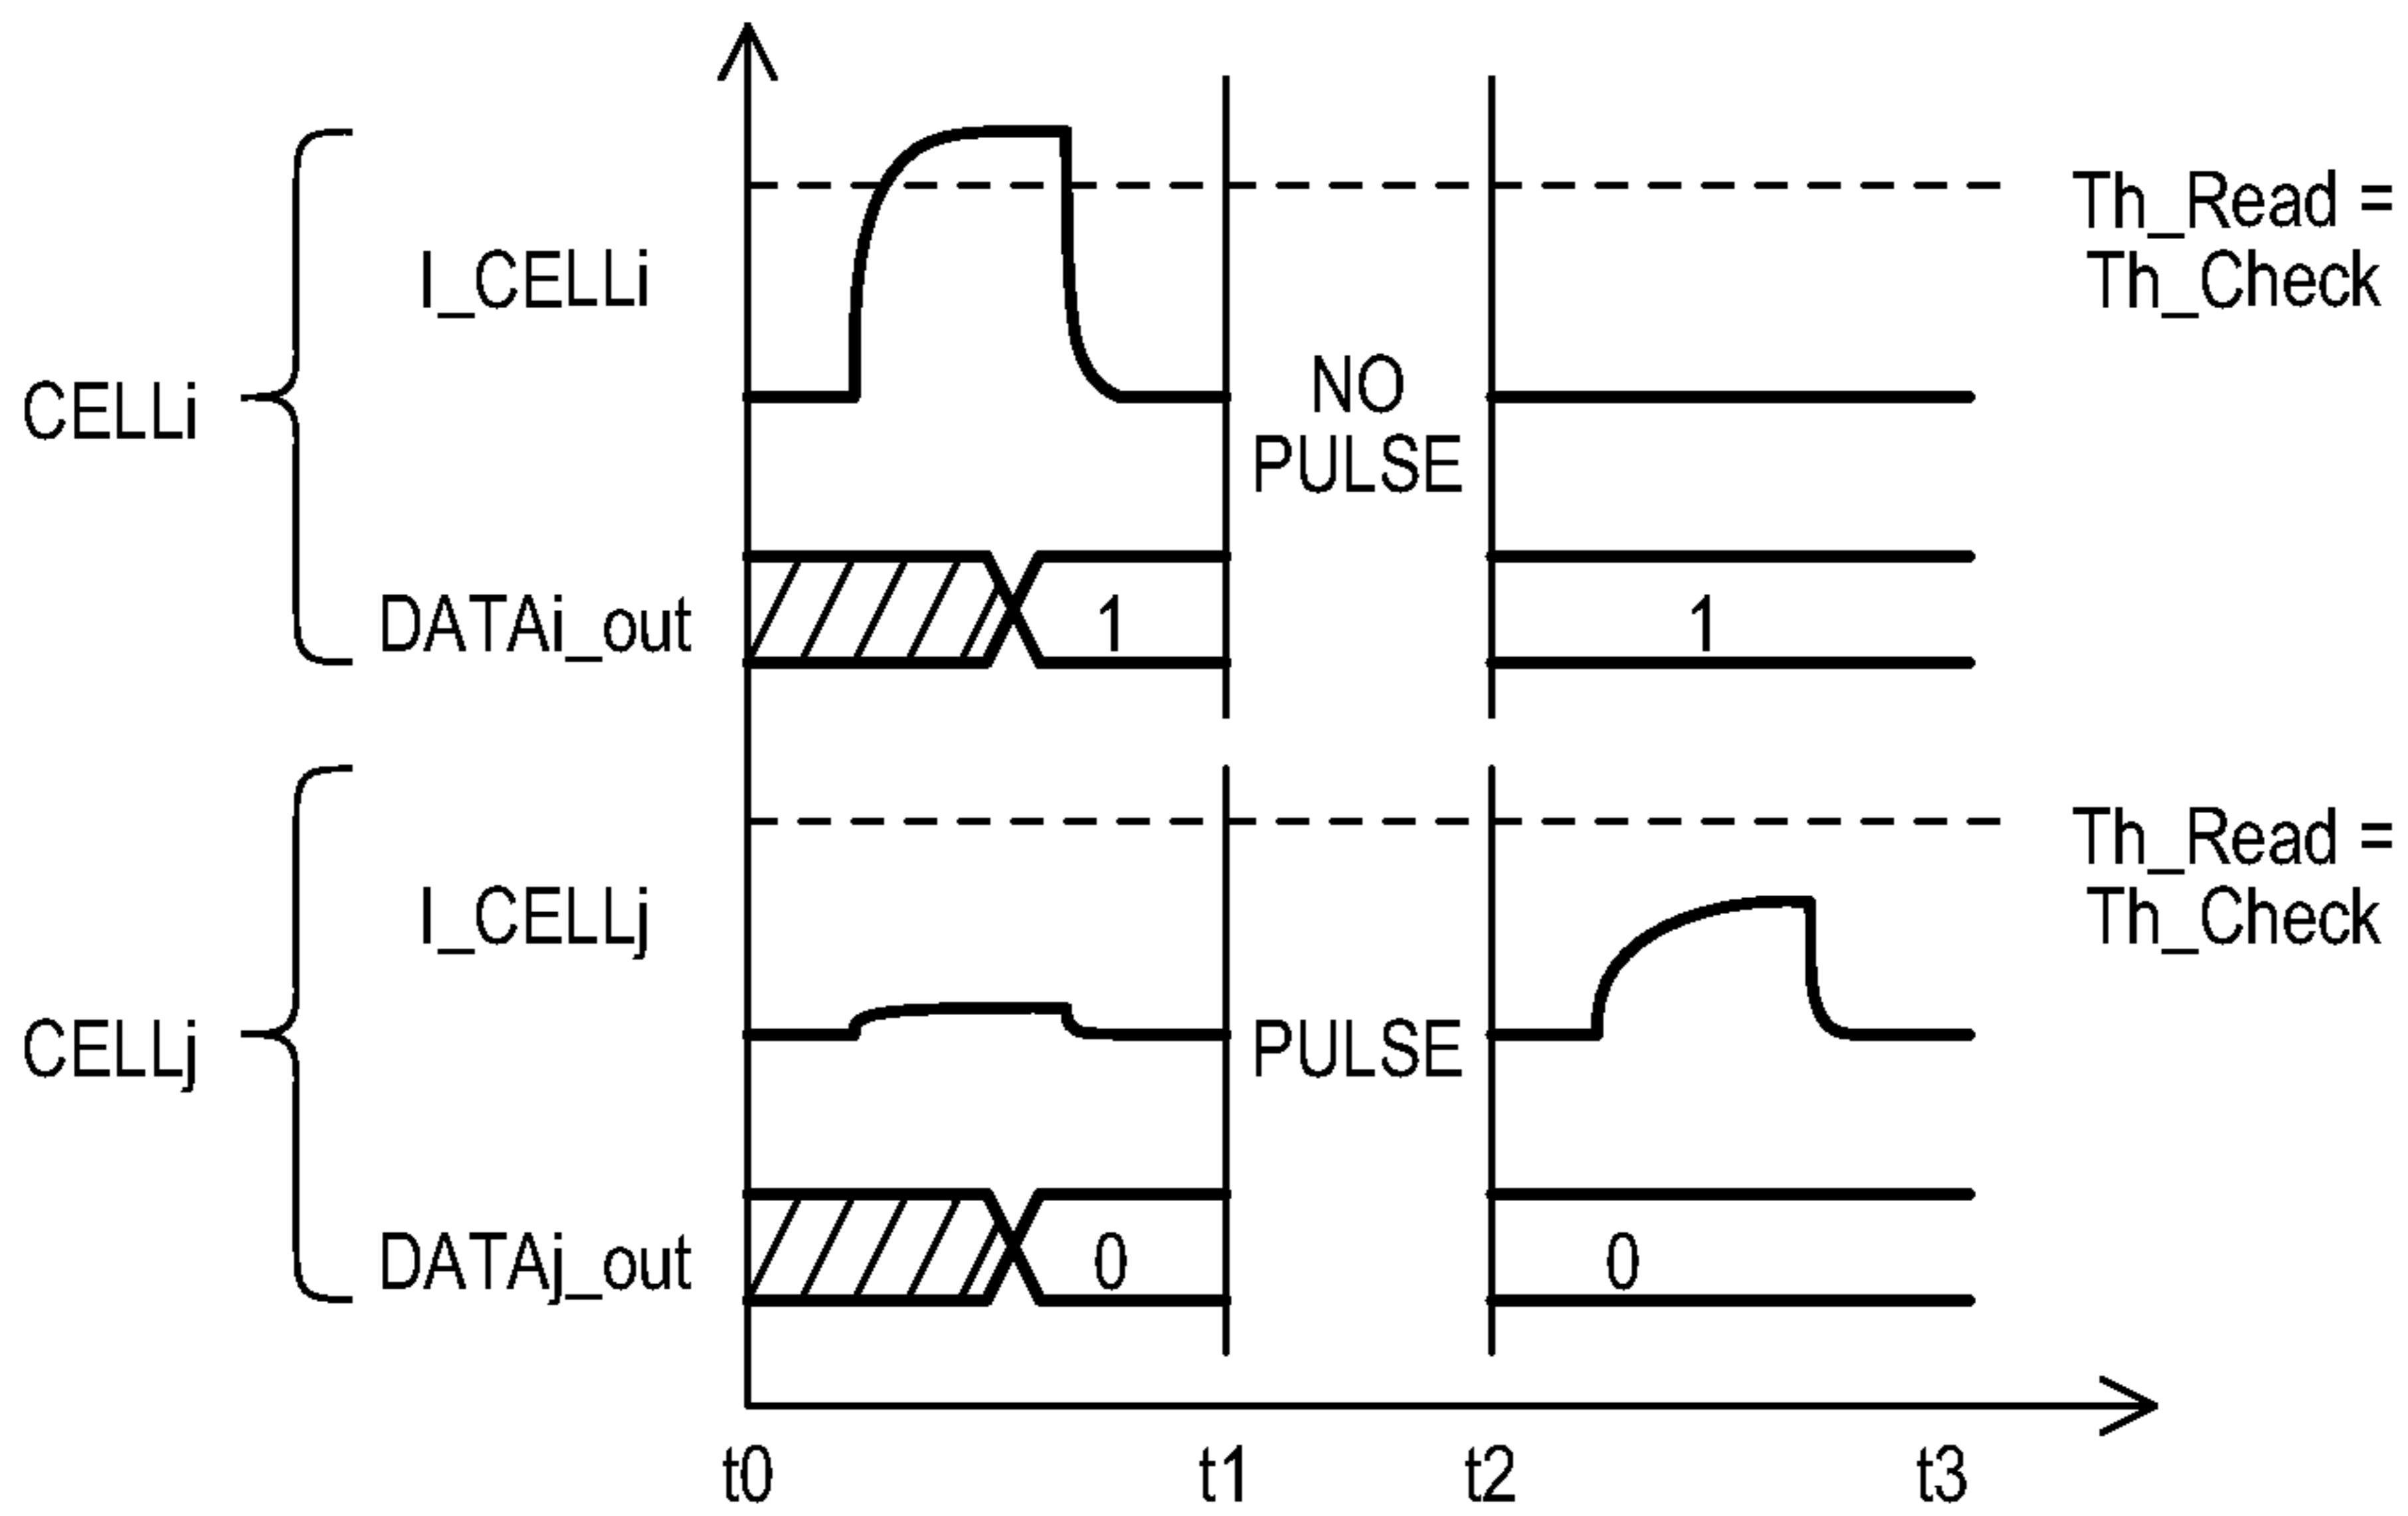 Th_Read =
I_CELLi
Th_Check
CELLi
NO
PULSE
DATAi_out
1
1
Th_Read =
I_CELLj
Th_Check
CELLj
PULSE
DATAj_out
0
0
t0
t1
t2
t3